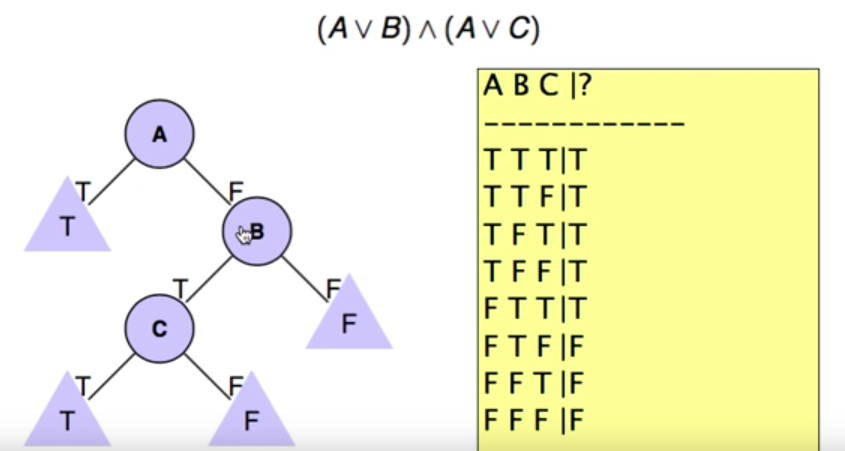 (A ∨ B) ∧ (A ∨ C)
A
T F
T B
T F
C F
T F
T F
A B C |?
------------
T T T|T
T T F|T
T F T|T
T F F|T
F T T|T
F T F|F
F F T|F
F F F|F